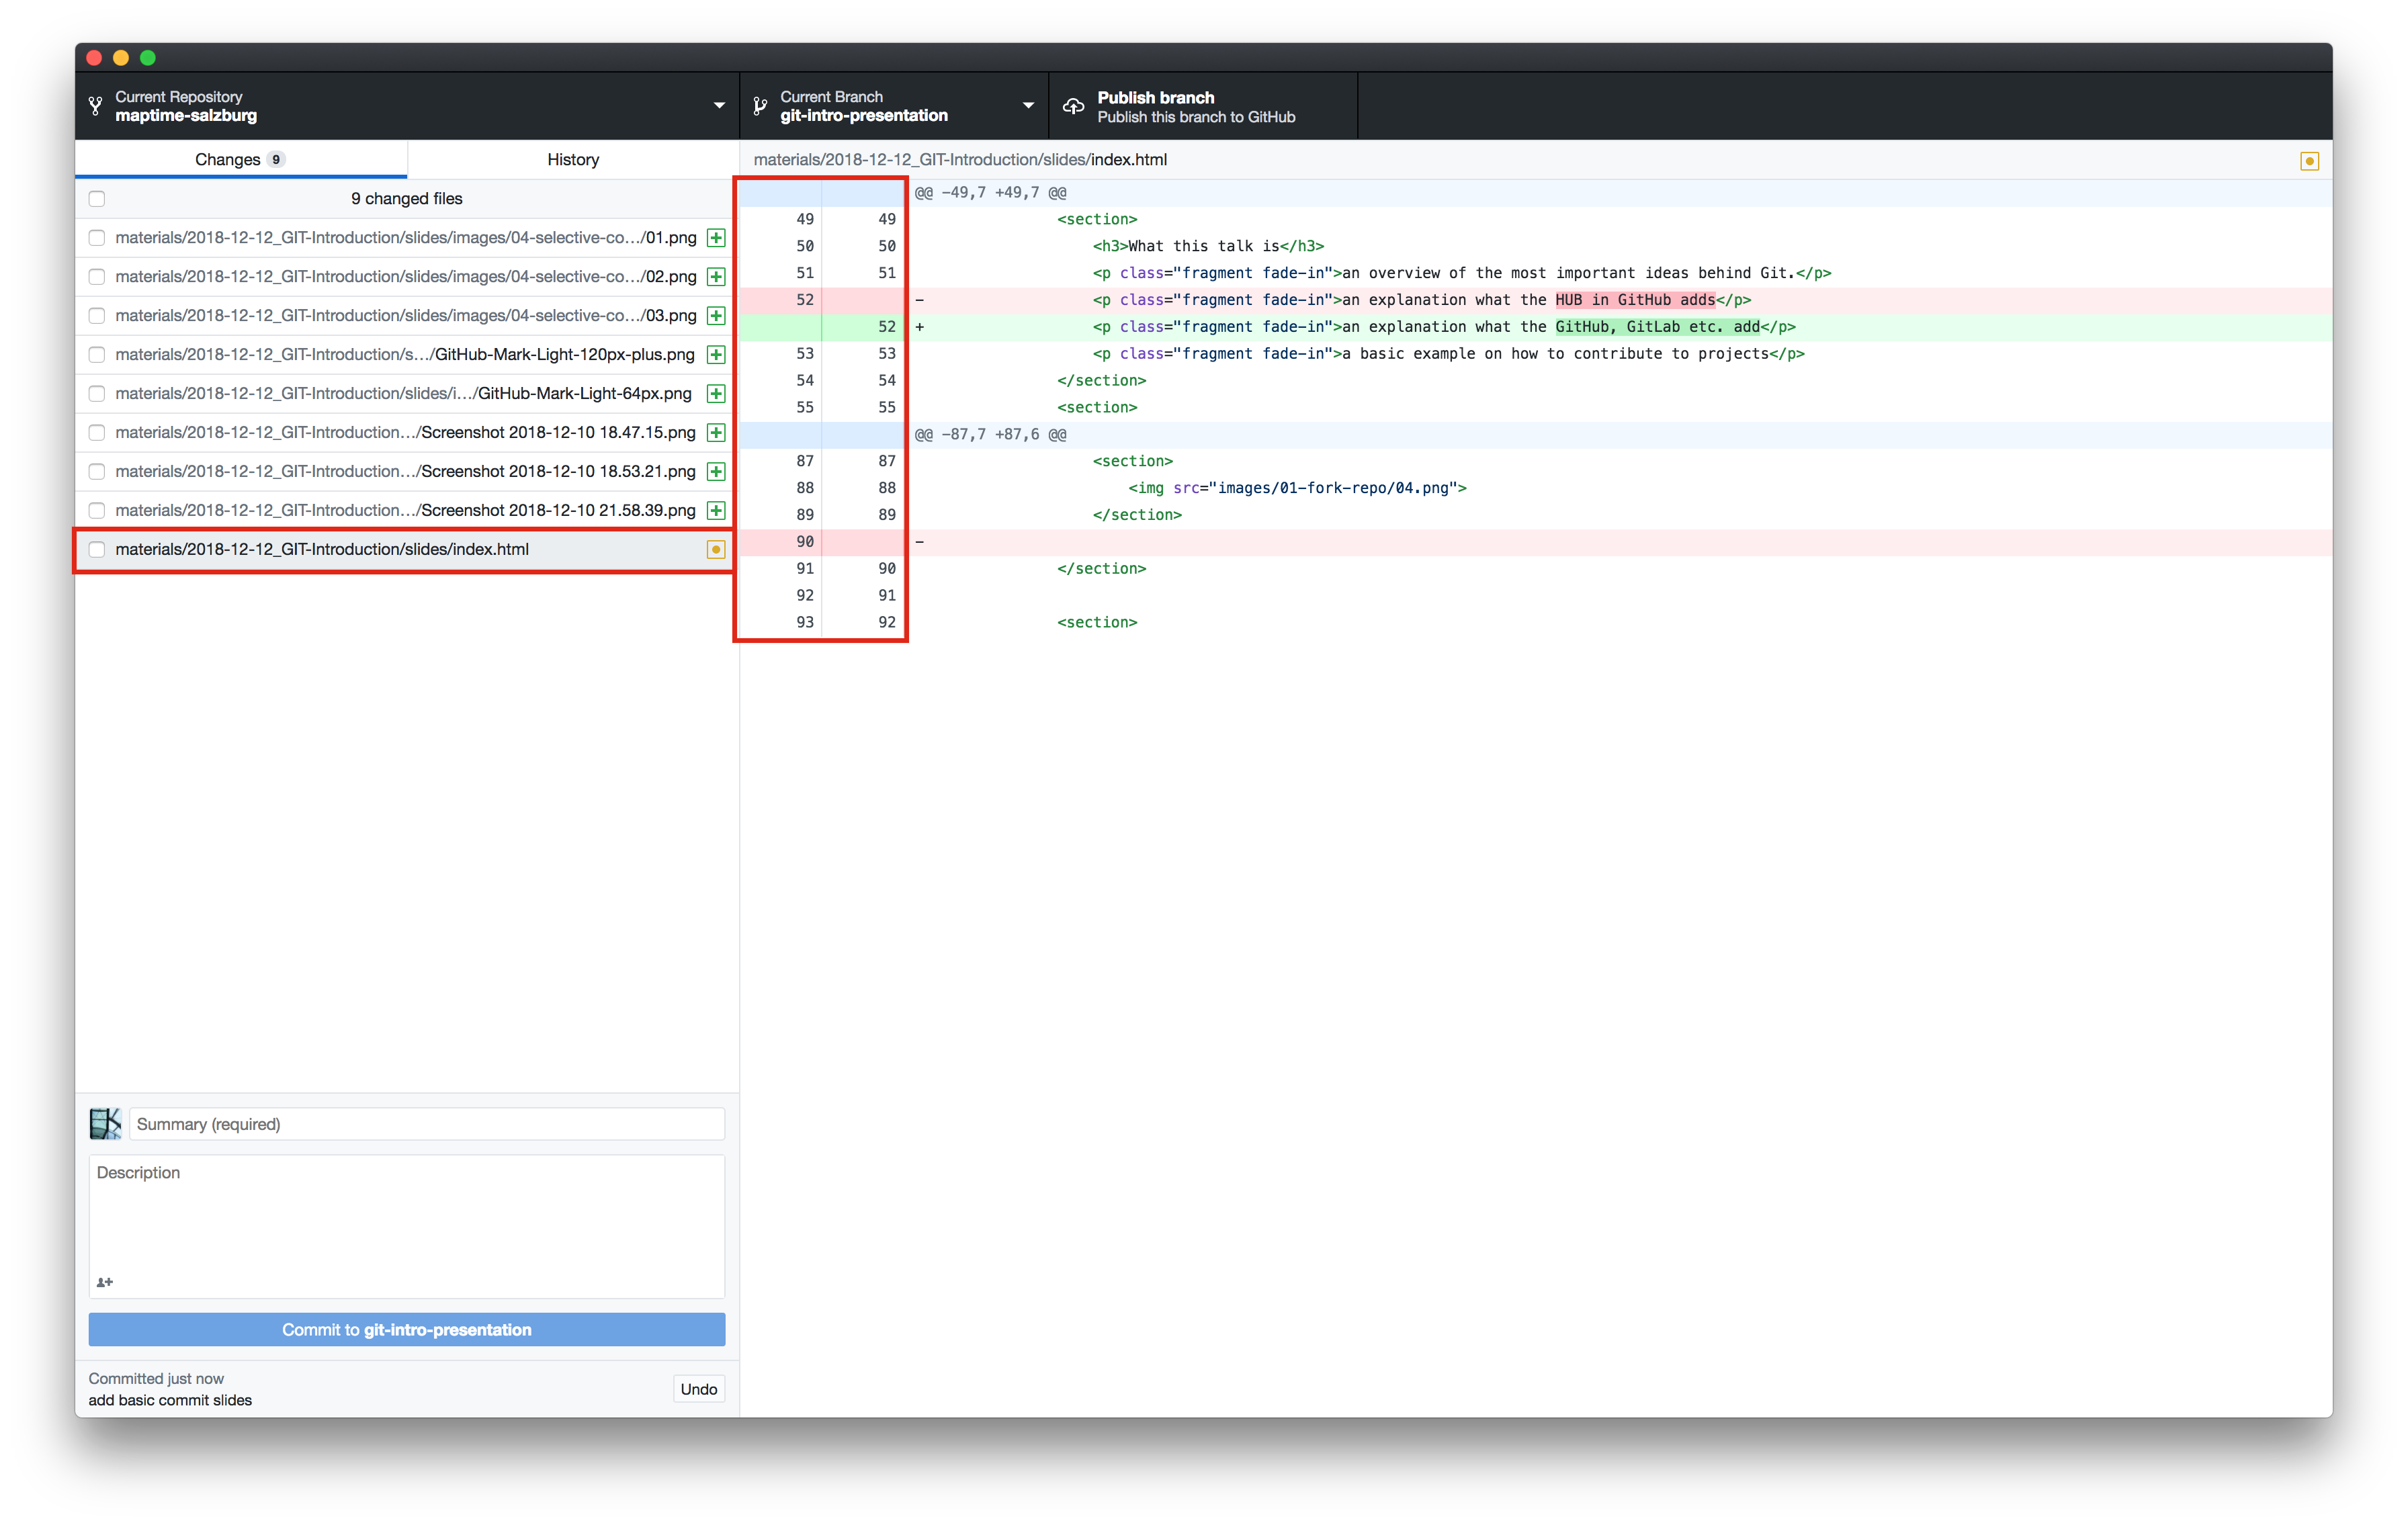 Current Repository
maptime-salzburg
Current Branch
git-intro-presentation
Publish branch
Publish this branch to GitHub
Changes 9
History
9 changed files
materials/2018-12-12_GIT-Introduction/slides/images/04-selective-co…/01.png
materials/2018-12-12_GIT-Introduction/slides/images/04-selective-co…/02.png
materials/2018-12-12_GIT-Introduction/slides/images/04-selective-co…/03.png
materials/2018-12-12_GIT-Introduction/s…/GitHub-Mark-Light-120px-plus.png
materials/2018-12-12_GIT-Introduction/slides/i…/GitHub-Mark-Light-64px.png
materials/2018-12-12_GIT-Introduction…/Screenshot 2018-12-10 18.47.15.png
materials/2018-12-12_GIT-Introduction…/Screenshot 2018-12-10 18.53.21.png
materials/2018-12-12_GIT-Introduction…/Screenshot 2018-12-10 21.58.39.png
materials/2018-12-12_GIT-Introduction/slides/index.html
Summary (required)
Description
Commit to git-intro-presentation
Committed just now
add basic commit slides
Undo
materials/2018-12-12_GIT-Introduction/slides/index.html
@@ -49,7 +49,7 @@
49 49 <section>
50 50 <h3>What this talk is</h3>
51 51 <p class="fragment fade-in">an overview of the most important ideas behind Git.</p>
52 - <p class="fragment fade-in">an explanation what the HUB in GitHub adds</p>
52 + <p class="fragment fade-in">an explanation what the GitHub, GitLab etc. add</p>
53 53 <p class="fragment fade-in">a basic example on how to contribute to projects</p>
54 54 </section>
55 55 <section>
@@ -87,7 +87,6 @@
87 87 <section>
88 88 <img src="images/01-fork-repo/04.png">
89 89 </section>
90 -
91 90 </section>
92 91
93 92 <section>